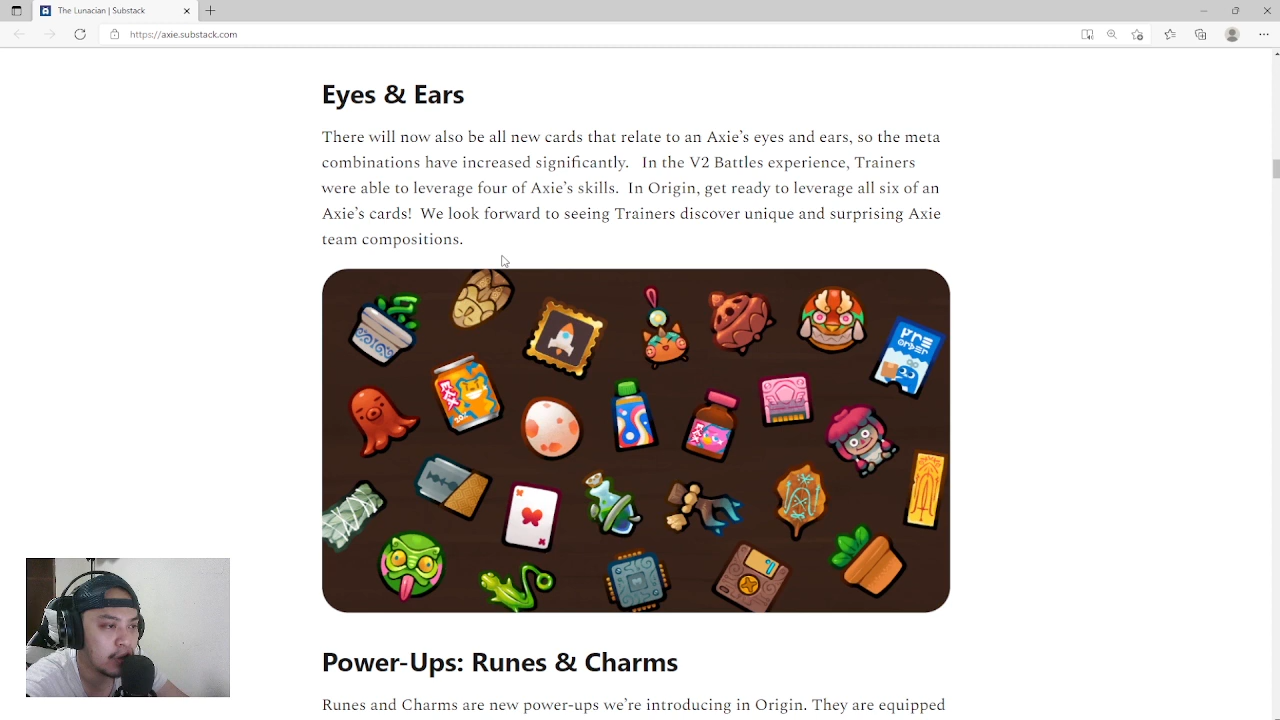 The Lunacian | Substack
https://axie.substack.com
Eyes & Ears
There will now also be all new cards that relate to an Axie’s eyes and ears, so the meta
combinations have increased significantly.   In the V2 Battles experience, Trainers
were able to leverage four of Axie’s skills.  In Origin, get ready to leverage all six of an
Axie’s cards!  We look forward to seeing Trainers discover unique and surprising Axie
team compositions.
Power-Ups: Runes & Charms
Runes and Charms are new power-ups we’re introducing in Origin. They are equipped